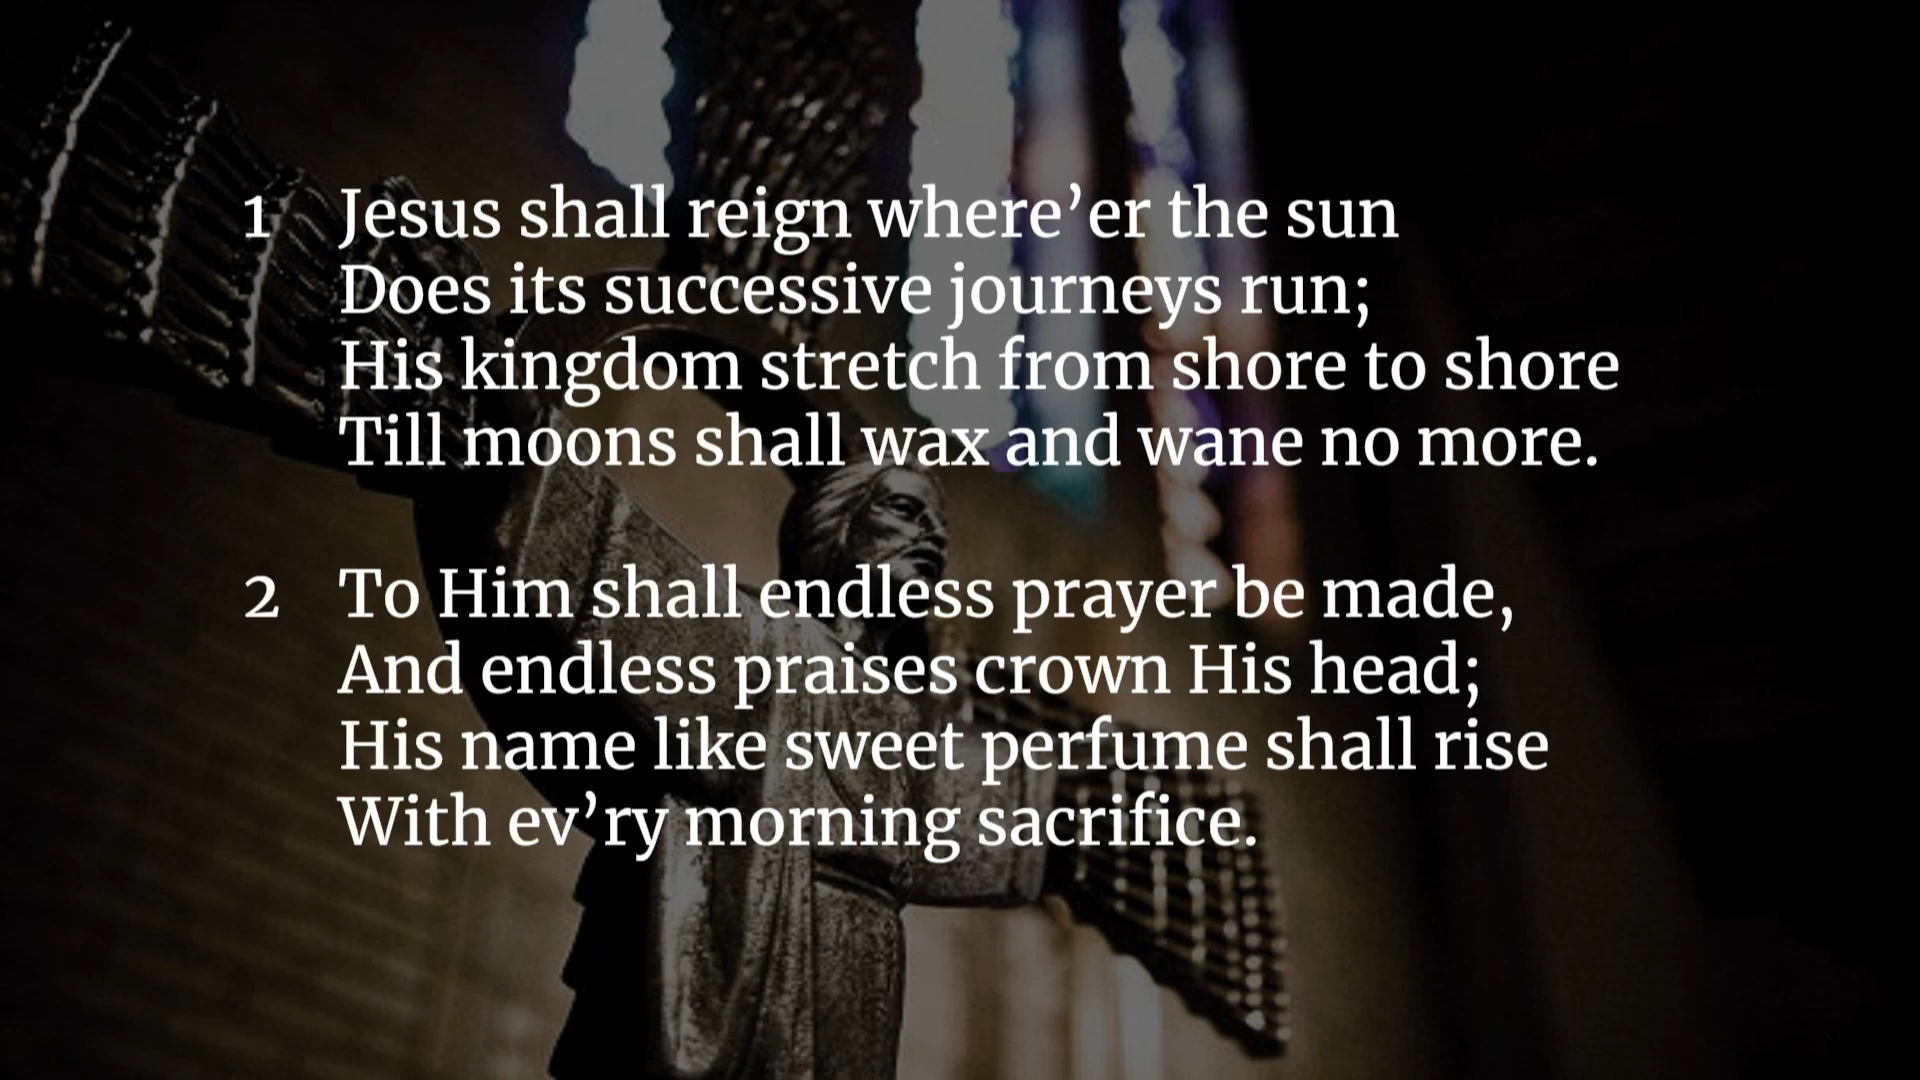 1 Jesus shall reign where’er the sun
Does its successive journeys run;
His kingdom stretch from shore to shore
Till moons shall wax and wane no more.
2 To Him shall endless prayer be made,
And endless praises crown His head;
His name like sweet perfume shall rise
With ev’ry morning sacrifice.